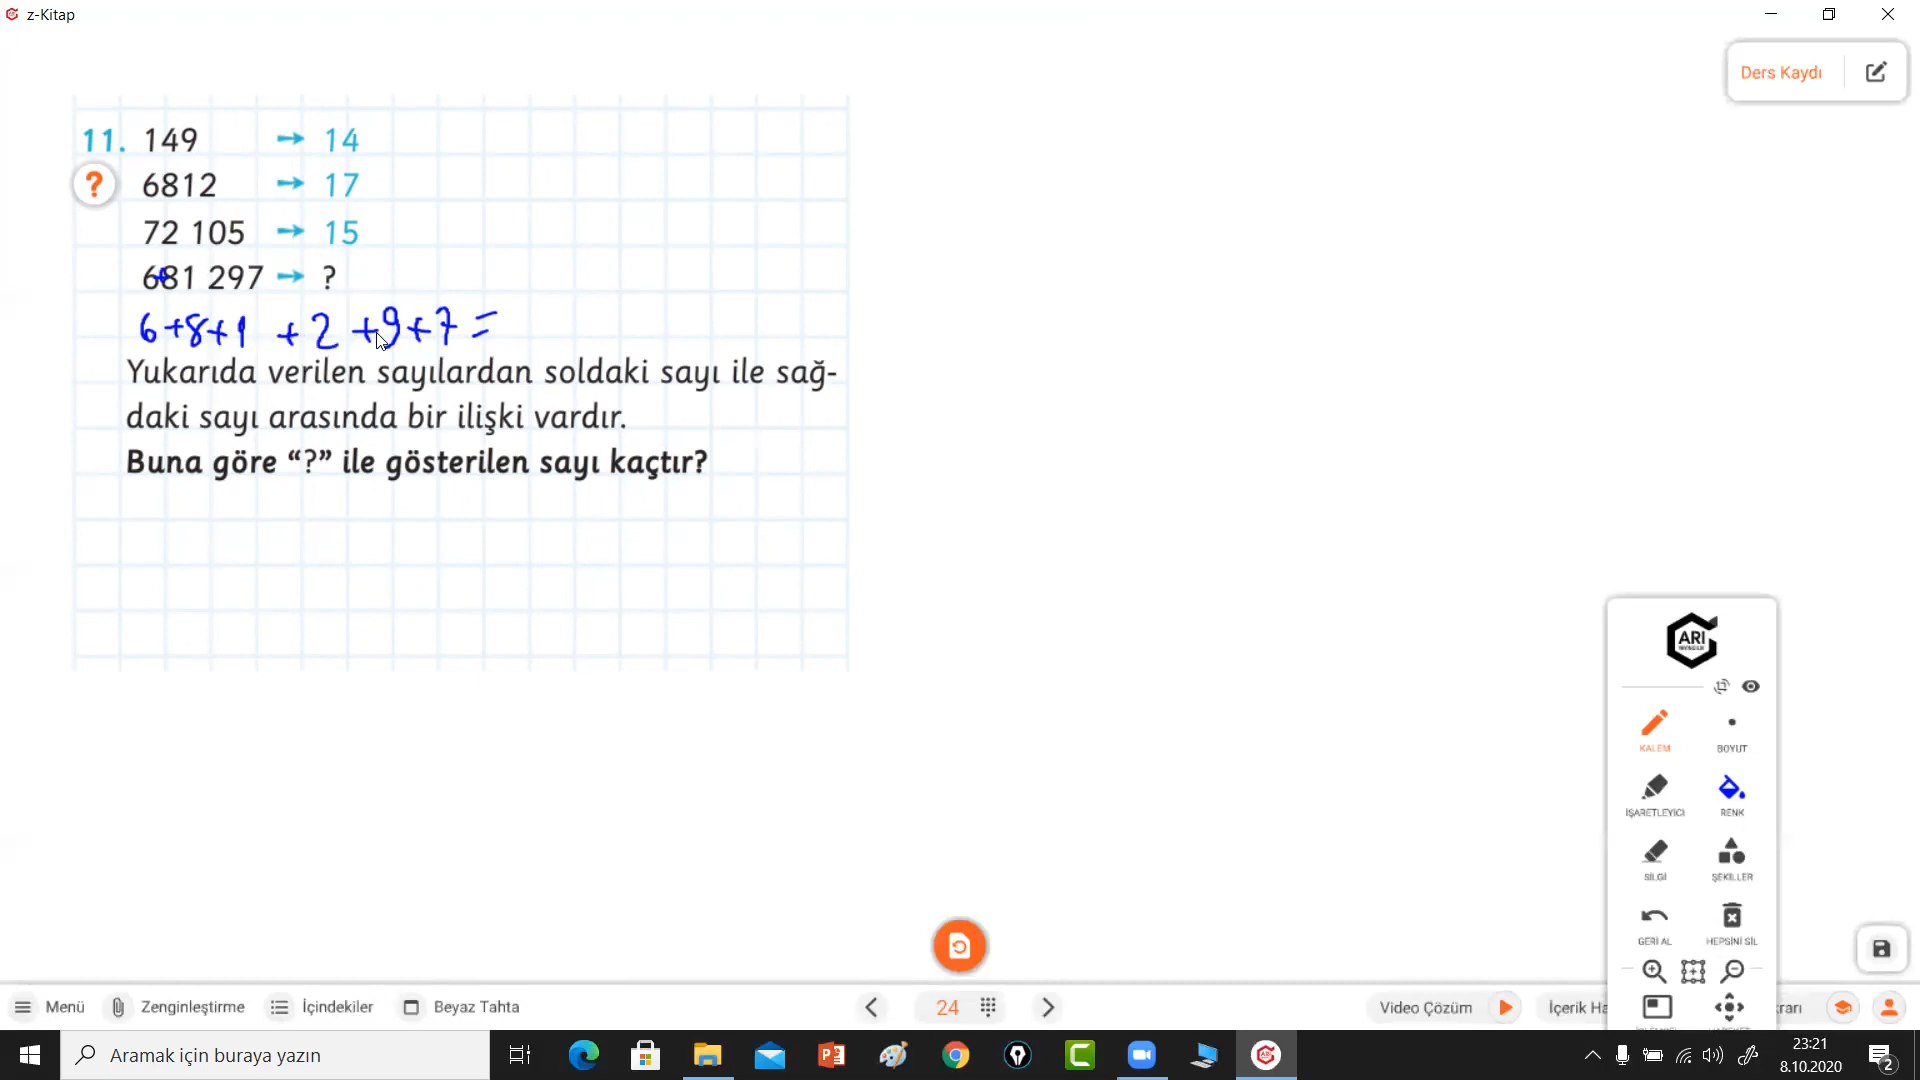 z-Kitap
Ders Kaydı
11. 149 → 14
? 6812 → 17
72 105 → 15
681 297 → ?
6+8+1 +2 +9+7 =
Yukarıda verilen sayılardan soldaki sayı ile sağ-
daki sayı arasında bir ilişki vardır.
Buna göre “?” ile gösterilen sayı kaçtır?
ARI
KALEM BOYUT
İŞARETLEYİCİ RENK
SİLGİ ŞEKİLLER
GERİ AL HEPSİNİ SİL
Menü Zenginleştirme İçindekiler Beyaz Tahta 24 Video Çözüm İçerik Ha rarı
Aramak için buraya yazın
23:21
8.10.2020
2